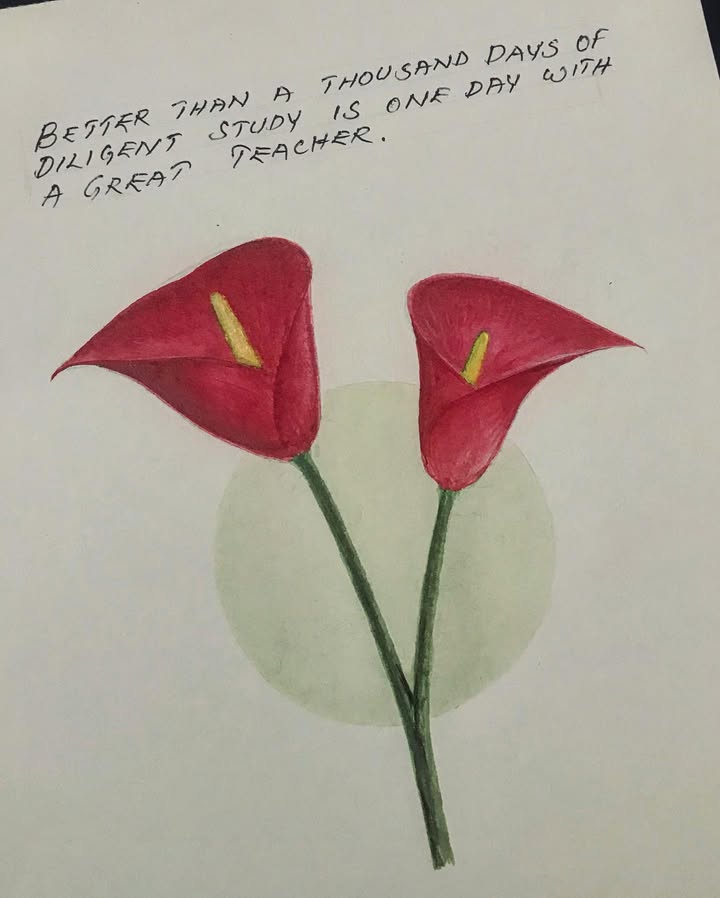 BETTER THAN A THOUSAND DAYS OF
DILIGENT STUDY IS ONE DAY WITH
A GREAT TEACHER.